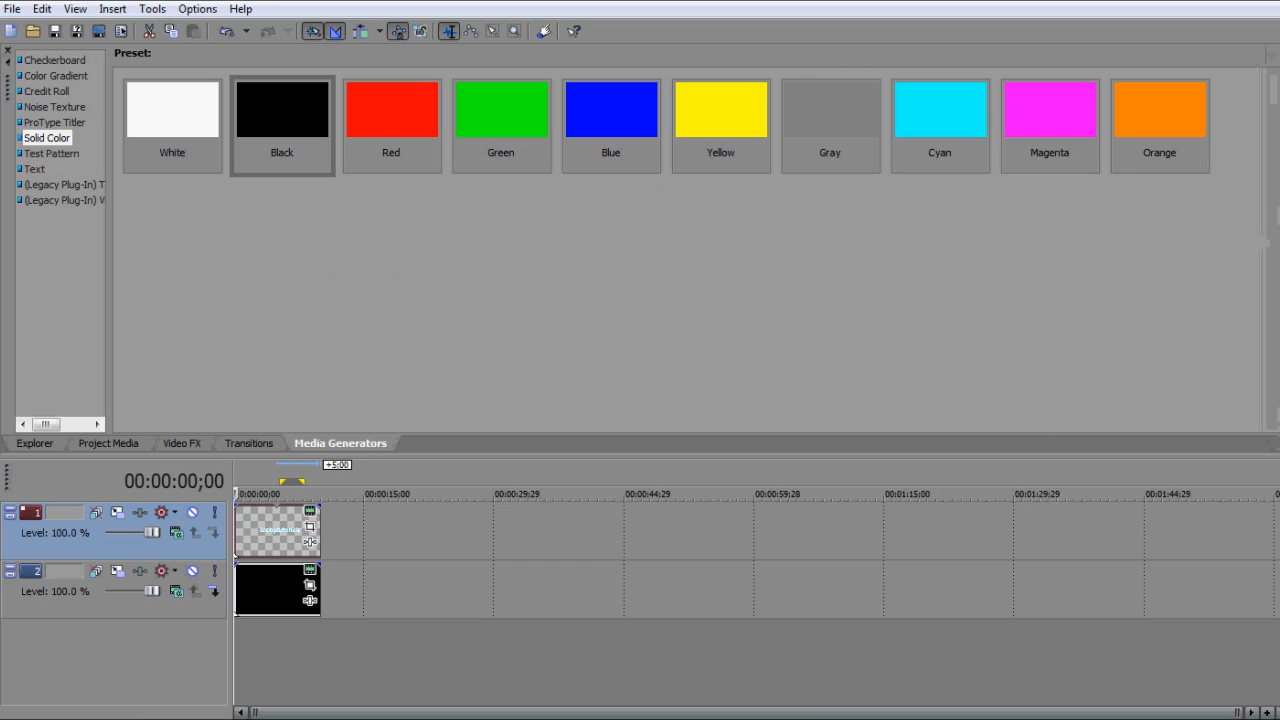 File Edit View Insert Tools Options Help
Preset:
Checkerboard
Color Gradient
Credit Roll
Noise Texture
ProType Titler
Solid Color
Test Pattern
Text
(Legacy Plug-In) T
(Legacy Plug-In) V
White Black Red Green Blue Yellow Gray Cyan Magenta Orange
Explorer Project Media Video FX Transitions Media Generators
+5:00
00:00:00;00
0:00:00;00 00:00:15;00 00:00:29;29 00:00:44;29 00:00:59;28 00:01:15;00 00:01:29;29 00:01:44;29
1
Level: 100.0 %
2
Level: 100.0 %